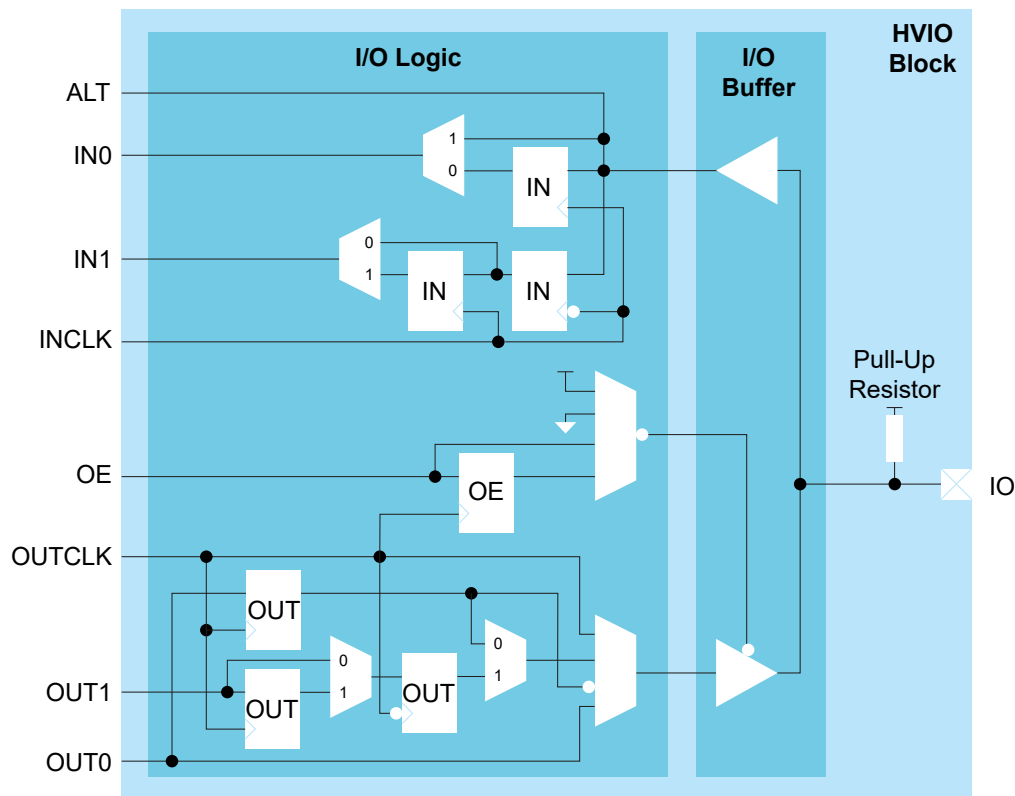 HVIO
Block
I/O Logic
I/O
Buffer
ALT
1
IN0
0
IN
0
IN1
1
IN
IN
INCLK
Pull-Up
Resistor
OE
OE
IO
OUTCLK
OUT
0
0
1
OUT1
1
OUT
OUT
OUT0